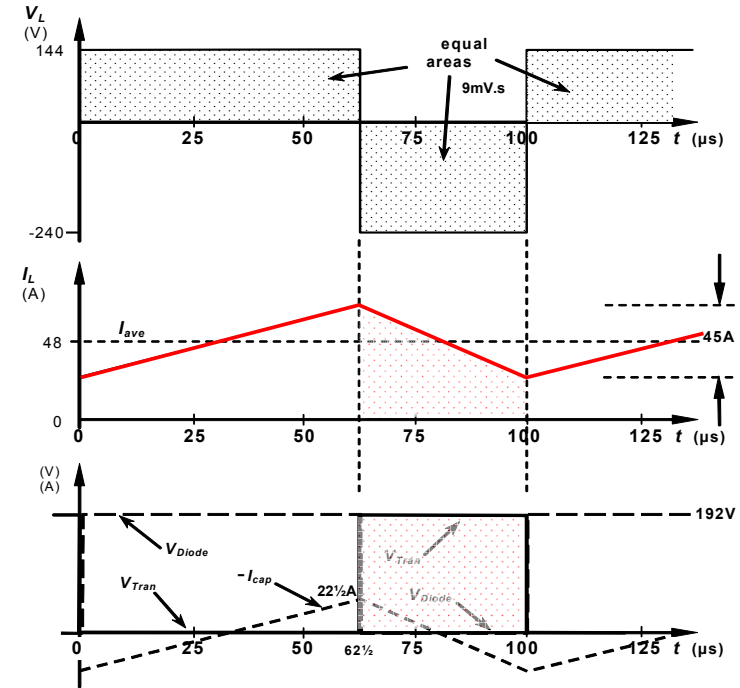 V_L
(V)
144
equal
areas
9mV.s
0 25 50 75 100 125 t (µs)
-240
I_L
(A)
I_ave
48
45A
0
25 50 75 100 125 t (µs)
(V)
(A)
192V
V_Diode
V_Tran
V_Tran
-I_cap
22½A
V_Diode
0 25 50 62½ 75 100 125 t (µs)